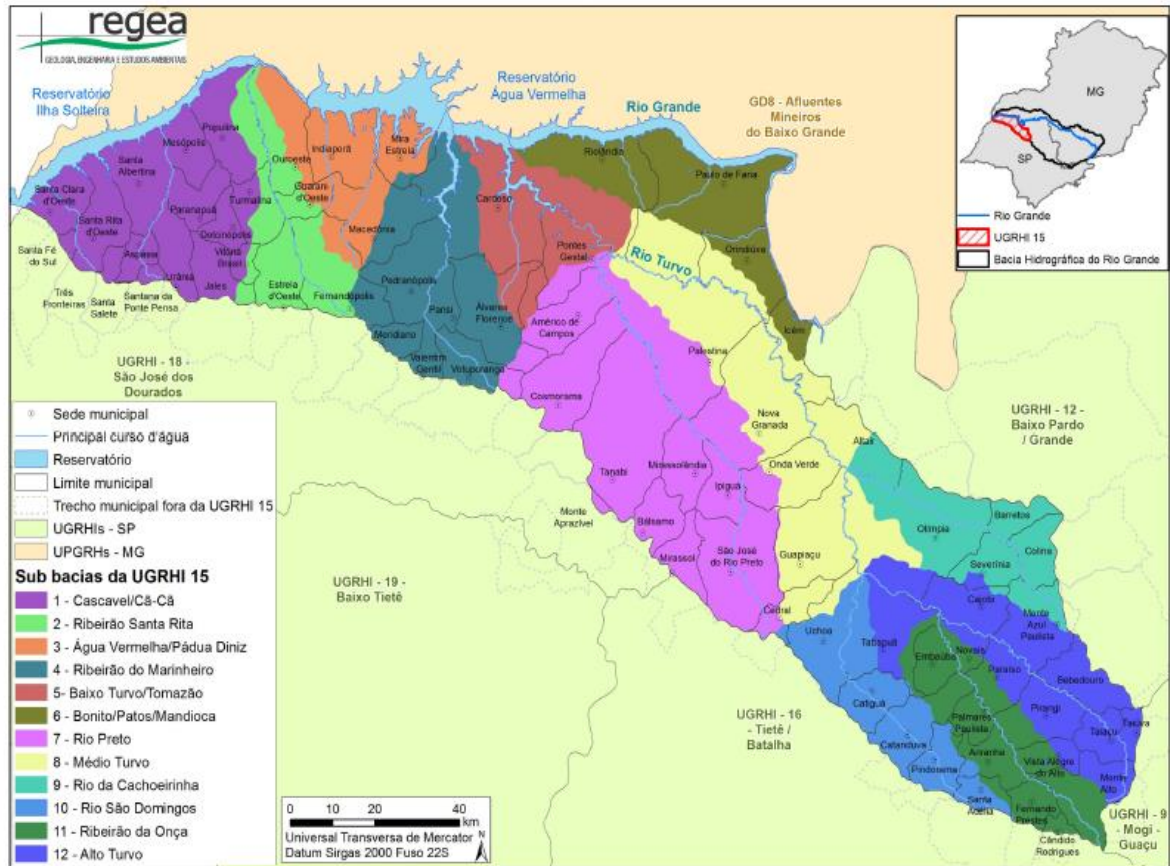 regea
GEOLOGIA, ENGENHARIA E ESTUDOS AMBIENTAIS
Reservatório
Ilha Solteira
Reservatório
Água Vermelha
Rio Grande
GD8 - Afluentes
Mineiros
do Baixo Grande
MG
SP
Rio Grande
UGRHI 15
Bacia Hidrográfica do Rio Grande
Populina
Mesópolis
Santa
Albertina
Santa Clara
d'Oeste
Santa Rita
d'Oeste
Paranapuã
Turmalina
Dolcinópolis
Vitória
Brasil
Aspásia
Urânia
Jales
Santa Fé
do Sul
Três
Fronteiras
Santa
Salete
Santana da
Ponte Pensa
Ouroeste
Indiaporã
Mira
Estrela
Guarani
d'Oeste
Macedônia
Estrela
d'Oeste
Fernandópolis
Pedranópolis
Parisi
Meridiano
Valentim
Gentil
Votuporanga
Álvares
Florence
Cardoso
Pontes
Gestal
Riolândia
Paulo de Faria
Orindiúva
Icém
Rio Turvo
Américo de
Campos
Palestina
Cosmorama
Nova
Granada
Tanabi
Mirassolândia
Onda Verde
Ipiguá
Monte
Aprazível
Bálsamo
Mirassol
São José
do Rio Preto
Guapiaçu
Cedral
Altair
Olímpia
Barretos
Colina
Severínia
Cajobi
Monte
Azul
Paulista
Uchoa
Tabapuã
Embaúba
Novais
Paraíso
Bebedouro
Catiguá
Palmares
Paulista
Pirangi
Taiúva
Taiaçu
Catanduva
Ariranha
Vista Alegre
do Alto
Monte
Alto
Pindorama
Santa
Adélia
Fernando
Prestes
Cândido
Rodrigues
UGRHI - 18 -
São José dos
Dourados
UGRHI - 12 -
Baixo Pardo
/ Grande
UGRHI - 19 -
Baixo Tietê
UGRHI - 16
- Tietê /
Batalha
UGRHI - 9
- Mogi -
Guaçu
Sede municipal
Principal curso d'água
Reservatório
Limite municipal
Trecho municipal fora da UGRHI 15
UGRHIs - SP
UPGRHs - MG
Sub bacias da UGRHI 15
1 - Cascavel/Cã-Cã
2 - Ribeirão Santa Rita
3 - Água Vermelha/Pádua Diniz
4 - Ribeirão do Marinheiro
5- Baixo Turvo/Tomazão
6 - Bonito/Patos/Mandioca
7 - Rio Preto
8 - Médio Turvo
9 - Rio da Cachoeirinha
10 - Rio São Domingos
11 - Ribeirão da Onça
12 - Alto Turvo
0 10 20 40
km
Universal Transversa de Mercator
Datum Sirgas 2000 Fuso 22S
N